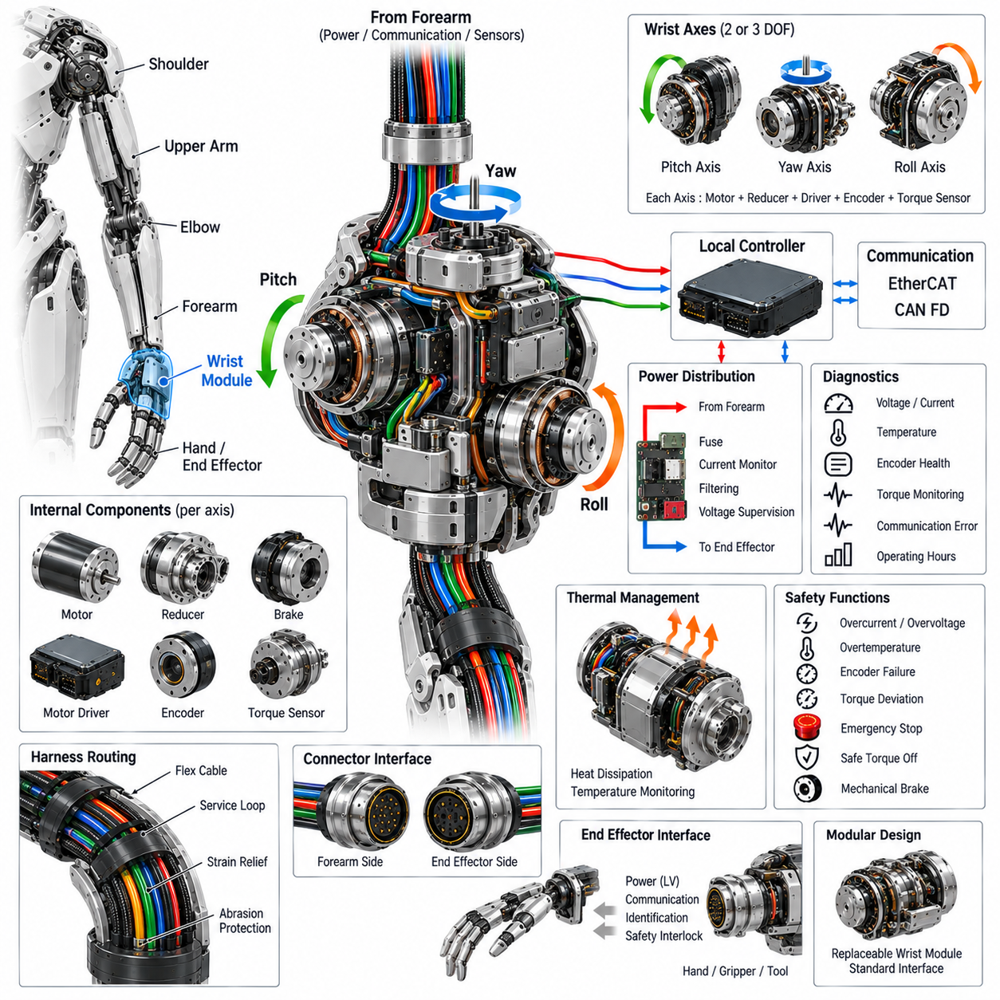 From Forearm
(Power / Communication / Sensors)
Shoulder
Upper Arm
Elbow
Forearm
Wrist
Module
Hand /
End Effector
Yaw
Pitch
Roll
Wrist Axes (2 or 3 DOF)
Pitch Axis
Yaw Axis
Roll Axis
Each Axis : Motor + Reducer + Driver + Encoder + Torque Sensor
Local Controller
Communication
EtherCAT
CAN FD
Power Distribution
From Forearm
Fuse
Current Monitor
Filtering
Voltage Supervision
To End Effector
Diagnostics
Voltage / Current
Temperature
Encoder Health
Torque Monitoring
Communication Error
Operating Hours
Internal Components (per axis)
Motor
Reducer
Brake
Motor Driver
Encoder
Torque Sensor
Thermal Management
Heat Dissipation
Temperature Monitoring
Safety Functions
Overcurrent / Overvoltage
Overtemperature
Encoder Failure
Torque Deviation
Emergency Stop
Safe Torque Off
Mechanical Brake
Harness Routing
Flex Cable
Service Loop
Strain Relief
Abrasion
Protection
Connector Interface
Forearm Side
End Effector Side
End Effector Interface
Power (LV)
Communication
Identification
Safety Interlock
Hand / Gripper / Tool
Modular Design
Replaceable Wrist Module
Standard Interface